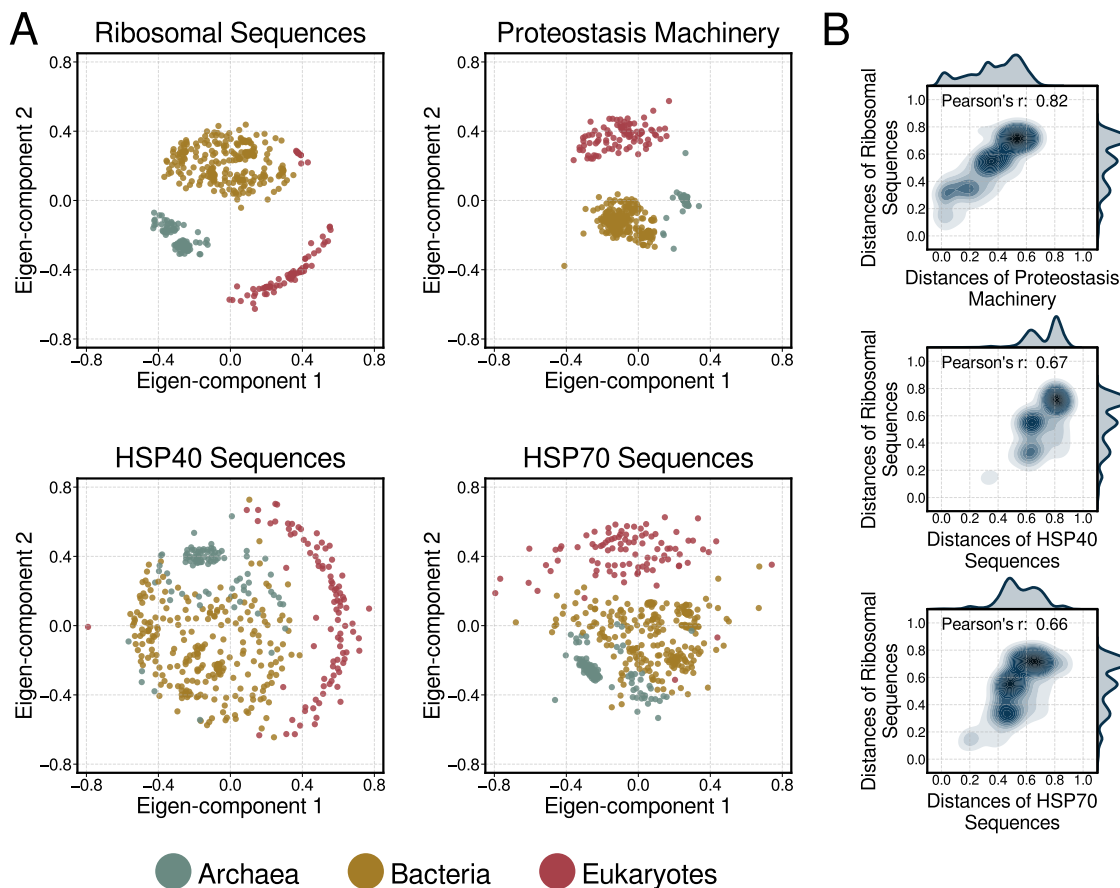 A
B
Ribosomal Sequences
Proteostasis Machinery
0.8
0.4
0.0
−0.4
−0.8
Eigen-component 2
−0.8 −0.4 0.0 0.4 0.8
Eigen-component 1
0.8
0.4
0.0
−0.4
−0.8
Eigen-component 2
−0.8 −0.4 0.0 0.4 0.8
Eigen-component 1
HSP40 Sequences
HSP70 Sequences
0.8
0.4
0.0
−0.4
−0.8
Eigen-component 2
−0.8 −0.4 0.0 0.4 0.8
Eigen-component 1
0.8
0.4
0.0
−0.4
−0.8
Eigen-component 2
−0.8 −0.4 0.0 0.4 0.8
Eigen-component 1
Archaea
Bacteria
Eukaryotes
Pearson's r: 0.82
Distances of Ribosomal
Sequences
1.0
0.8
0.6
0.4
0.2
0.0
0.0 0.2 0.4 0.6 0.8 1.0
Distances of Proteostasis
Machinery
Pearson's r: 0.67
Distances of Ribosomal
Sequences
1.0
0.8
0.6
0.4
0.2
0.0
0.0 0.2 0.4 0.6 0.8 1.0
Distances of HSP40
Sequences
Pearson's r: 0.66
Distances of Ribosomal
Sequences
1.0
0.8
0.6
0.4
0.2
0.0
0.0 0.2 0.4 0.6 0.8 1.0
Distances of HSP70
Sequences